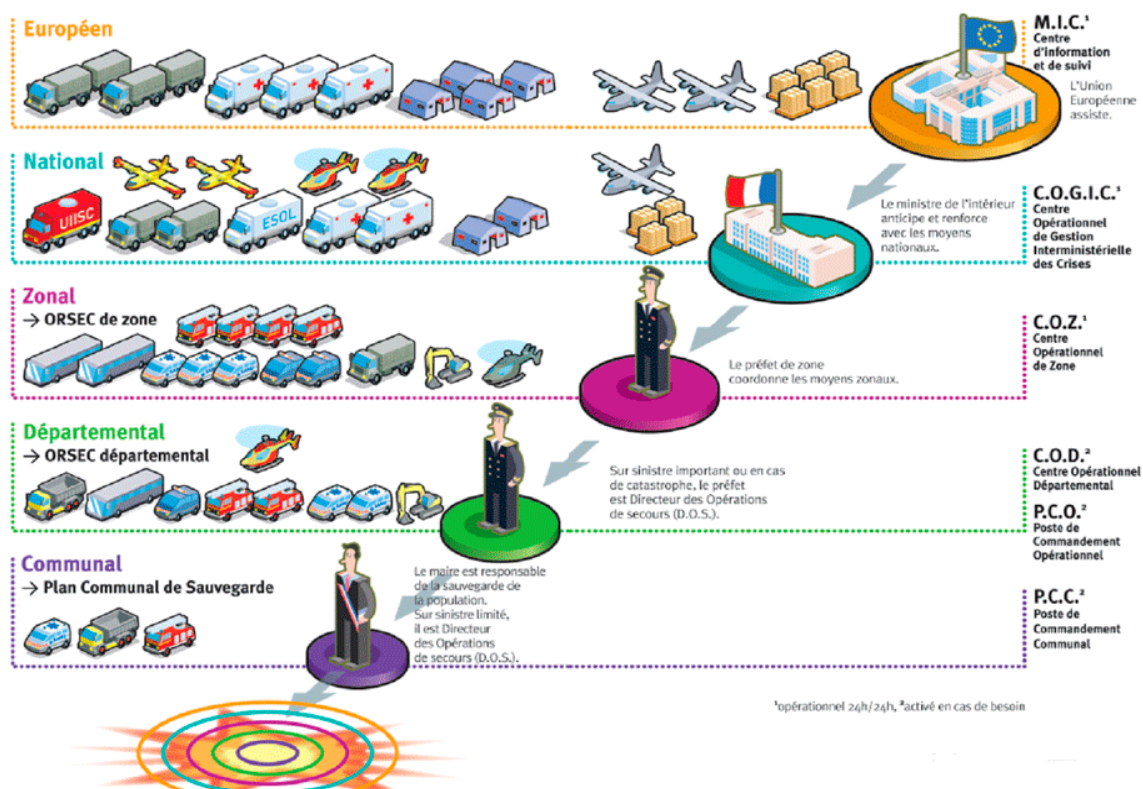 Européen
M.I.C.¹
Centre
d'information
et de suivi
L'Union
Européenne
assiste.
National
UIISC
ESOL
Le ministre de l'intérieur
anticipe et renforce
avec les moyens
nationaux.
C.O.G.I.C.¹
Centre
Opérationnel
de Gestion
Interministérielle
des Crises
Zonal
→ ORSEC de zone
Le préfet de zone
coordonne les moyens zonaux.
C.O.Z.¹
Centre
Opérationnel
de Zone
Départemental
→ ORSEC départemental
Sur sinistre important ou en cas
de catastrophe, le préfet
est Directeur des Opérations
de secours (D.O.S.).
C.O.D.²
Centre Opérationnel
Départemental
P.C.O.²
Poste de
Commandement
Opérationnel
Communal
→ Plan Communal de Sauvegarde
Le maire est responsable
de la sauvegarde de
la population.
Sur sinistre limité,
il est Directeur
des Opérations
de secours (D.O.S.).
P.C.C.²
Poste de
Commandement
Communal
¹opérationnel 24h/24h, ²activé en cas de besoin